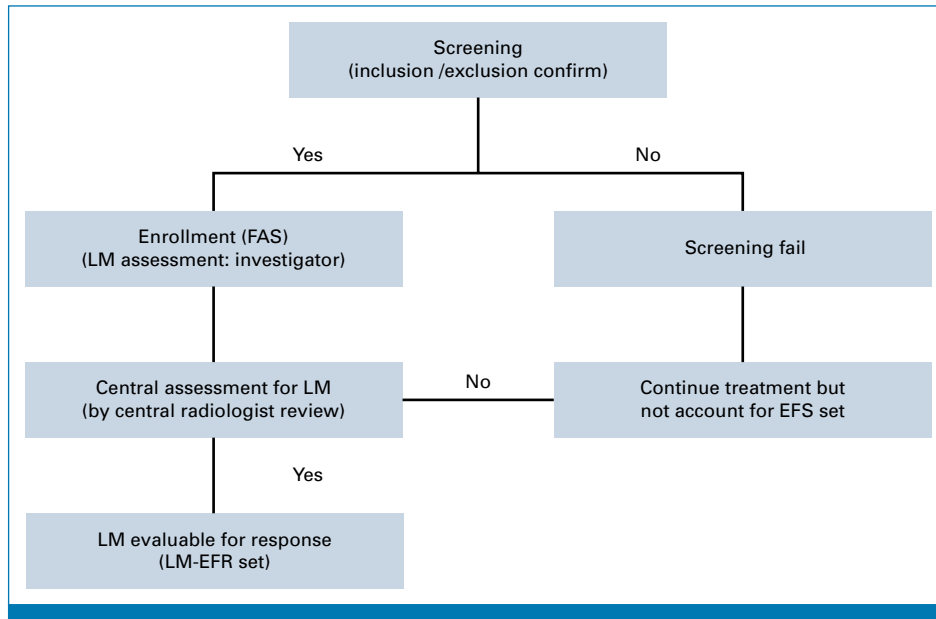 Screening
(inclusion /exclusion confirm)
Yes
No
Enrollment (FAS)
(LM assessment: investigator)
Screening fail
Central assessment for LM
(by central radiologist review)
No
Continue treatment but
not account for EFS set
Yes
LM evaluable for response
(LM-EFR set)